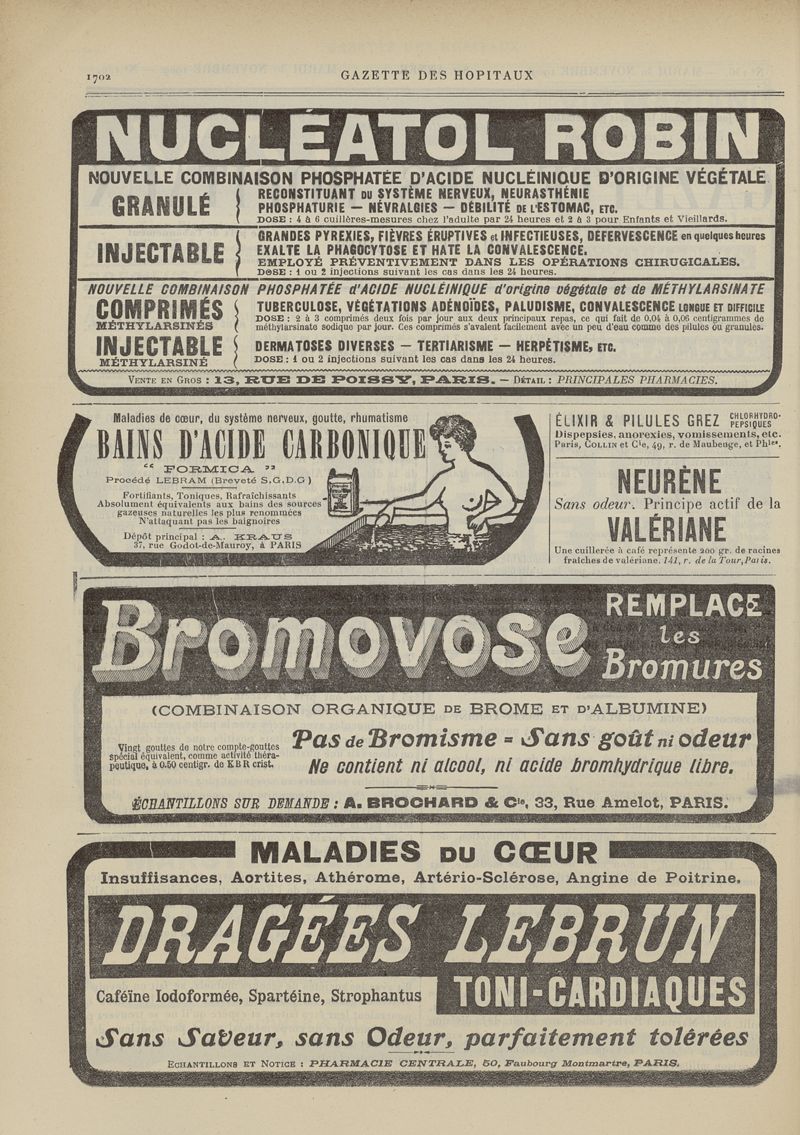 1702
GAZETTE DES HOPITAUX
NUCLÉATOL ROBIN
NOUVELLE COMBINAISON PHOSPHATÉE D'ACIDE NUCLÉINIQUE D'ORIGINE VÉGÉTALE
GRANULÉ
RECONSTITUANT DU SYSTÈME NERVEUX, NEURASTHÉNIE
PHOSPHATURIE — NÉVRALGIES — DÉBILITÉ DE L'ESTOMAC, ETC.
DOSE : 4 à 6 cuillères-mesures chez l'adulte par 24 heures et 2 à 3 pour Enfants et Vieillards.
INJECTABLE
GRANDES PYREXIES, FIÈVRES ÉRUPTIVES et INFECTIEUSES, DÉFERVESCENCE en quelques heures
EXALTE LA PHAGOCYTOSE ET HATE LA CONVALESCENCE.
EMPLOYÉ PRÉVENTIVEMENT DANS LES OPÉRATIONS CHIRUGICALES.
DOSE : 1 ou 2 injections suivant les cas dans les 24 heures.
NOUVELLE COMBINAISON PHOSPHATÉE d'ACIDE NUCLÉINIQUE d'origine végétale et de MÉTHYLARSINATE
COMPRIMÉS
MÉTHYLARSINÉS
TUBERCULOSE, VÉGÉTATIONS ADÉNOÏDES, PALUDISME, CONVALESCENCE LONGUE ET DIFFICILE
DOSE : 2 à 3 comprimés deux fois par jour aux deux principaux repas, ce qui fait de 0,04 à 0,06 centigrammes de
méthylarsinate sodique par jour. Ces comprimés s'avalent facilement avec un peu d'eau comme des pilules ou granules.
INJECTABLE
MÉTHYLARSINÉ
DERMATOSES DIVERSES — TERTIARISME — HERPÉTISME, ETC.
DOSE : 1 ou 2 injections suivant les cas dans les 24 heures.
VENTE EN GROS : 13, RUE DE POISSY, PARIS. — DÉTAIL : PRINCIPALES PHARMACIES.
Maladies de cœur, du système nerveux, goutte, rhumatisme
BAINS D'ACIDE CARBONIQUE
“ FORMICA ”
Procédé LEBRAM (Breveté S.G.D.G)
Fortifiants, Toniques, Rafraîchissants
Absolument équivalents aux bains des sources
gazeuses naturelles les plus renommées
N'attaquant pas les baignoires
Dépôt principal : A. KRAUS
37, rue Godot-de-Mauroy, à PARIS
ÉLIXIR & PILULES GREZ CHLORHYDRO-PEPSIQUES
Dispepsies, anorexies, vomissements, etc.
Paris, COLLIN et Cie, 49, r. de Maubeuge, et Phies.
NEURÈNE
Sans odeur. Principe actif de la
VALÉRIANE
Une cuillerée à café représente 200 gr. de racines
fraîches de valériane. 141, r. de la Tour, Paris.
Bromovose
REMPLACE
les
Bromures
(COMBINAISON ORGANIQUE DE BROME ET D'ALBUMINE)
Vingt gouttes de notre compte-gouttes
spécial équivalent, comme activité théra-
peutique, à 0.50 centigr. de K B R crist.
Pas de Bromisme = Sans goût ni odeur
Ne contient ni alcool, ni acide bromhydrique libre.
ÉCHANTILLONS SUR DEMANDE : A. BROCHARD & Cie, 33, Rue Amelot, PARIS.
MALADIES DU CŒUR
Insuffisances, Aortites, Athérome, Artério-Sclérose, Angine de Poitrine.
DRAGÉES LEBRUN
Caféïne Iodoformée, Spartéine, Strophantus
TONI-CARDIAQUES
Sans Saveur, sans Odeur, parfaitement tolérées
ECHANTILLONS ET NOTICE : PHARMACIE CENTRALE, 50, Faubourg Montmartre, PARIS.